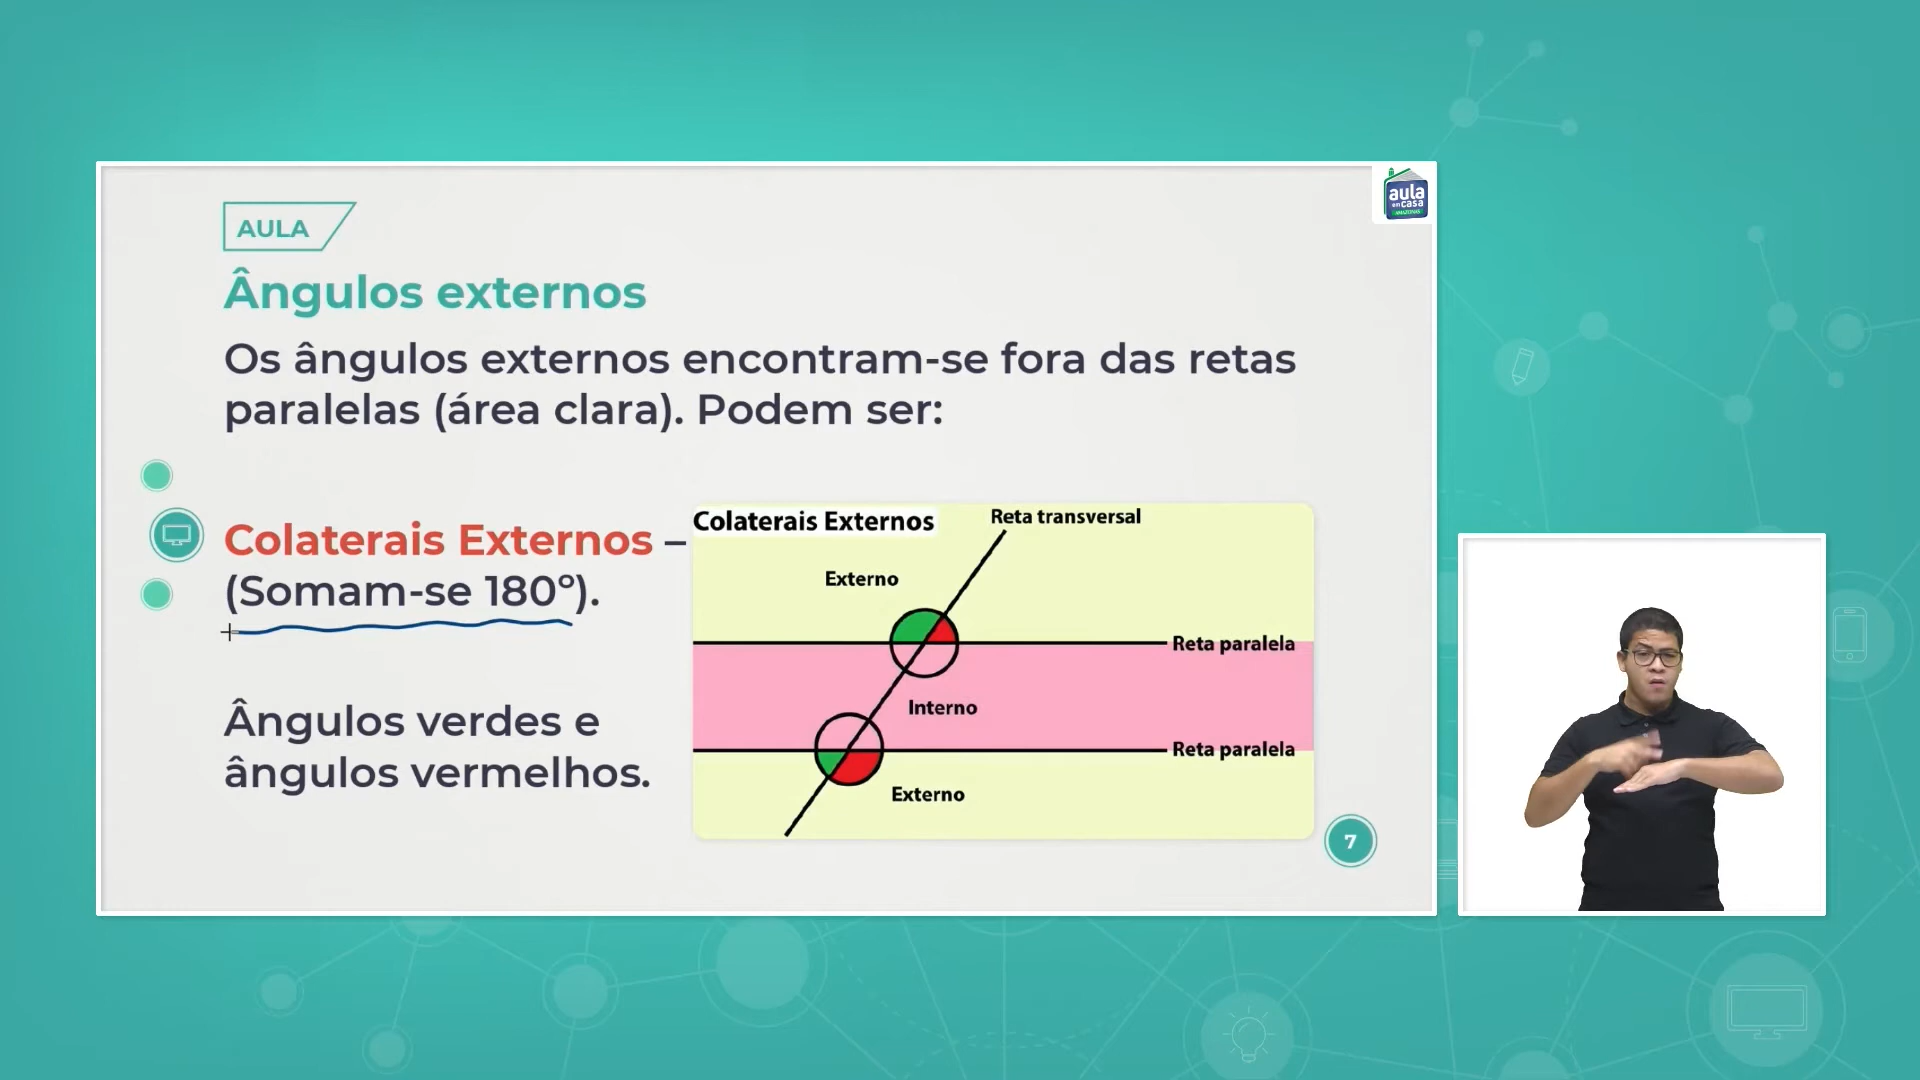 aula
em casa
AMAZONAS
AULA
Ângulos externos
Os ângulos externos encontram-se fora das retas
paralelas (área clara). Podem ser:
Colaterais Externos –
(Somam-se 180º).
Ângulos verdes e
ângulos vermelhos.
Colaterais Externos
Reta transversal
Externo
Reta paralela
Interno
Reta paralela
Externo
7